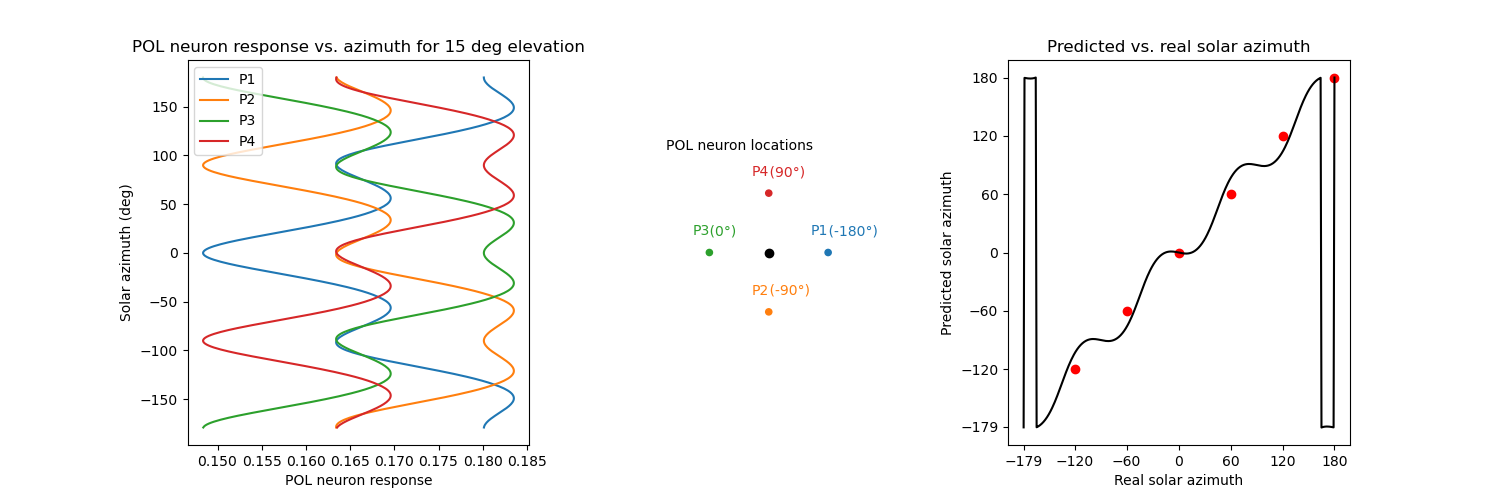 POL neuron response vs. azimuth for 15 deg elevation
P1
P2
P3
P4
150
100
50
0
−50
−100
−150
Solar azimuth (deg)
0.150 0.155 0.160 0.165 0.170 0.175 0.180 0.185
POL neuron response
POL neuron locations
P4(90°)
P3(0°) P1(-180°)
P2(-90°)
Predicted vs. real solar azimuth
180
120
60
0
−60
−120
−179
Predicted solar azimuth
−179 −120 −60 0 60 120 180
Real solar azimuth